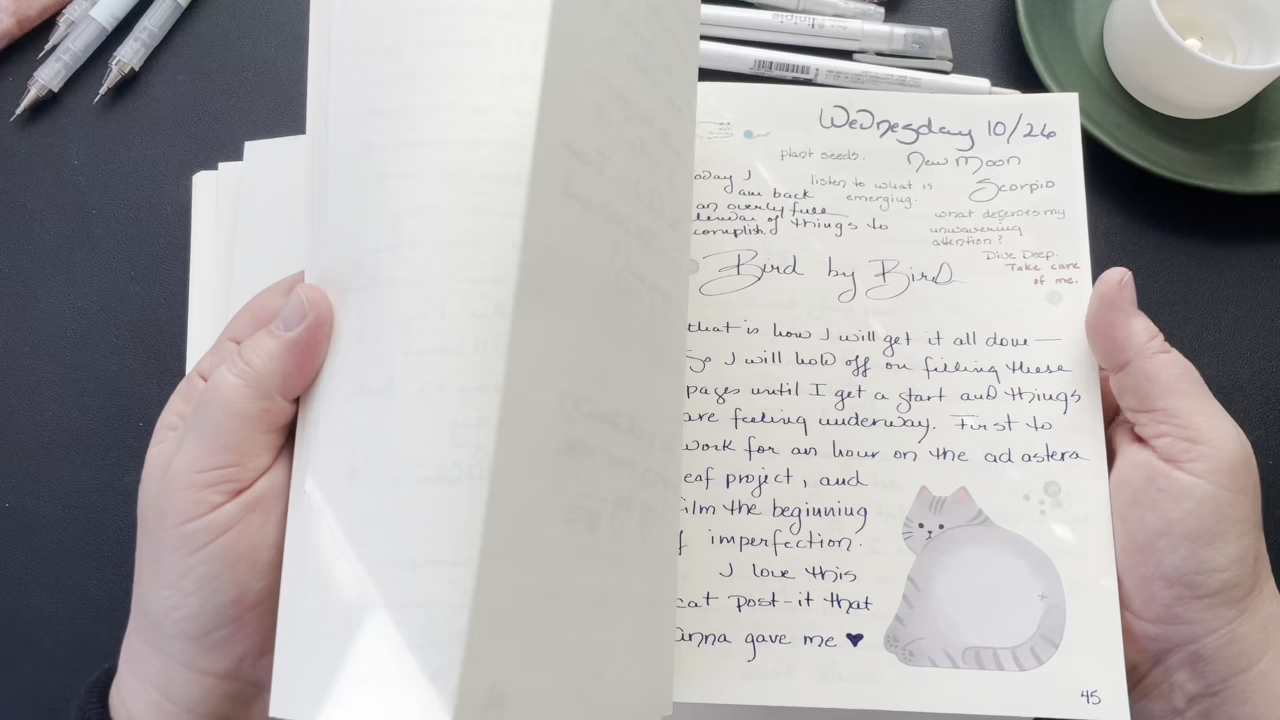 Wednesday 10/26
plant seeds.
New Moon
oday I
am back
an overly full
of things to
complish.
listen to what is
emerging.
Scorpio
what deserves my
unwavering
attention?
Dive Deep.
Take care
of me.
Bird by Bird
that is how I will get it all done —
So I will hold off on filling these
pages until I get a start and things
are feeling underway. First to
work for an hour on the ad astera
eaf project, and
ilm the beginning
f imperfection.
I love this
cat post-it that
anna gave me ♥
45